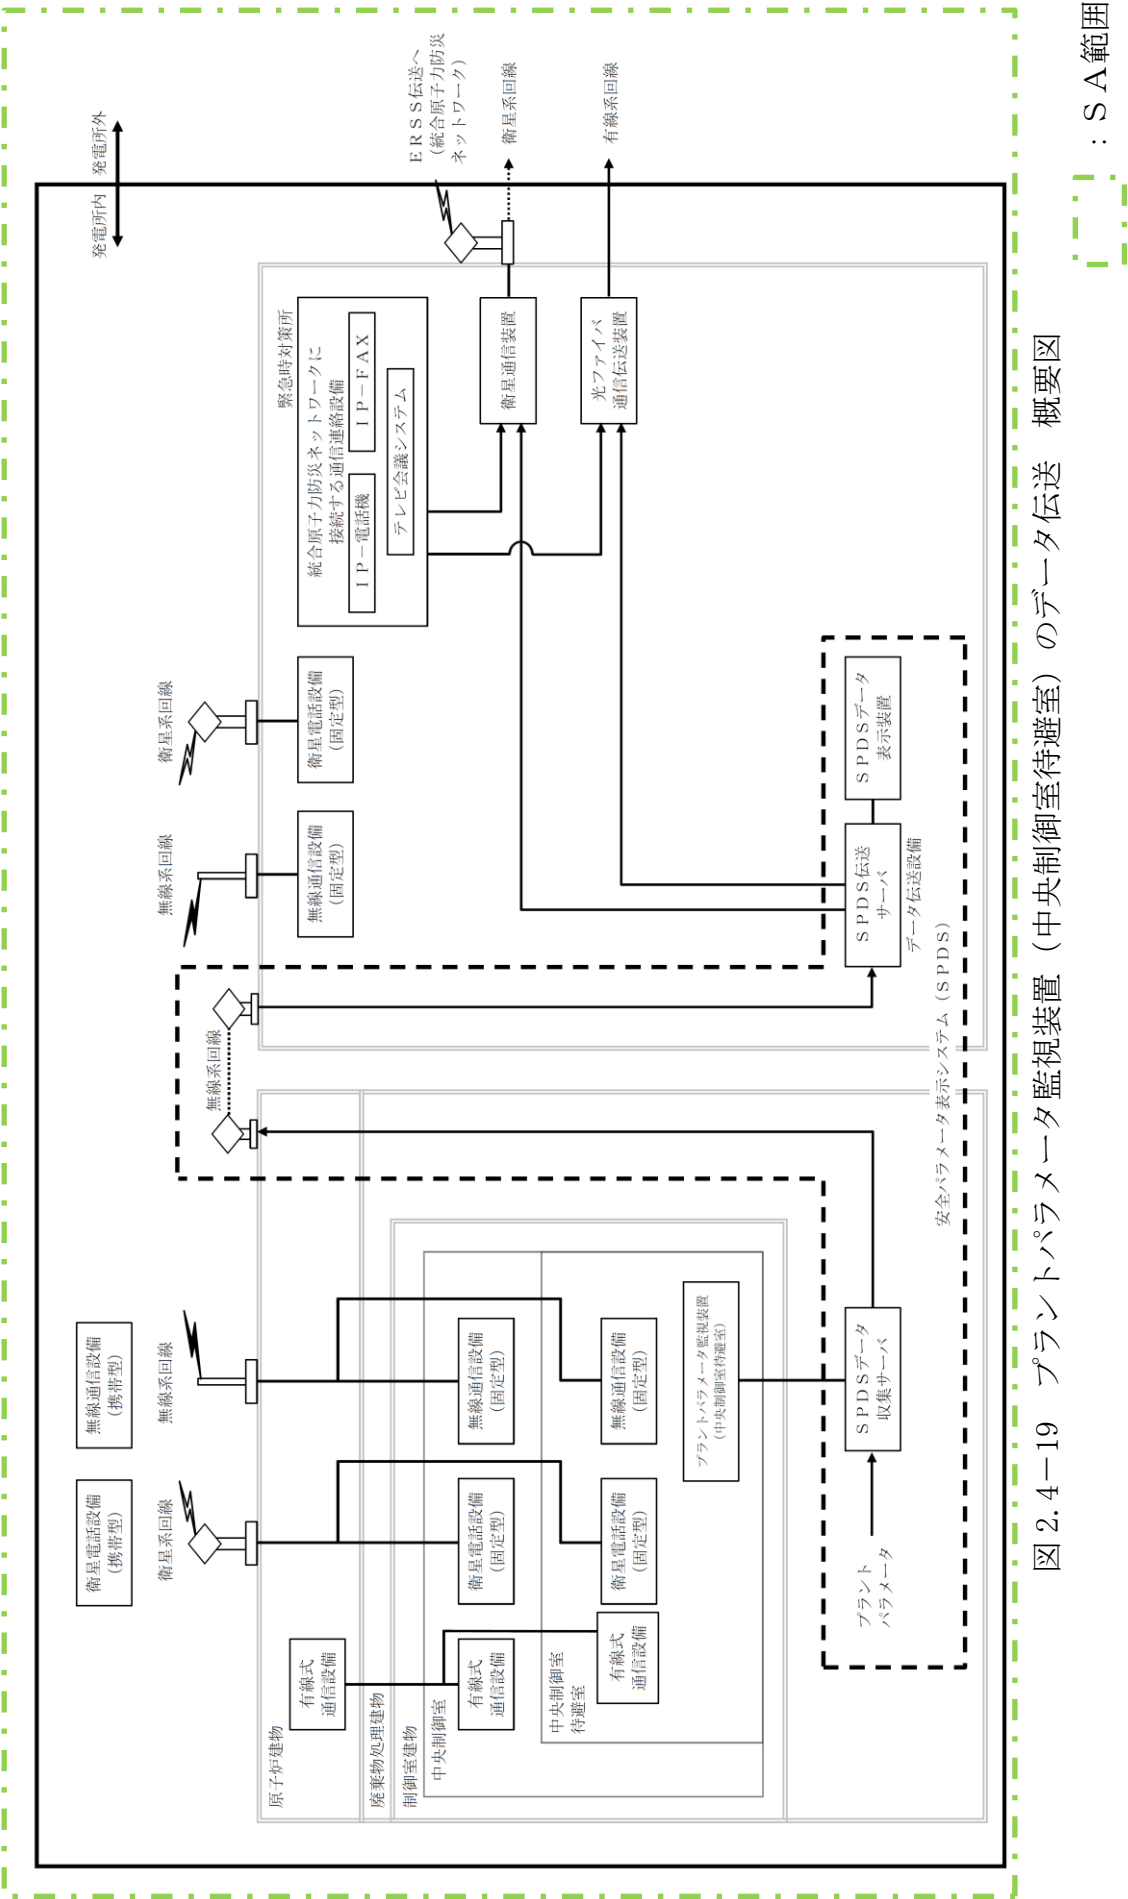 発電所内　発電所外
衛星電話設備
（携帯型）
無線通信設備
（携帯型）
衛星系回線
無線系回線
無線系回線
無線系回線
衛星系回線
原子炉建物
有線式
通信設備
廃棄物処理建物
制御室建物
中央制御室
有線式
通信設備
衛星電話設備
（固定型）
無線通信設備
（固定型）
中央制御室
待避室
有線式
通信設備
衛星電話設備
（固定型）
無線通信設備
（固定型）
プラントパラメータ監視装置
（中央制御室待避室）
プラント
パラメータ
ＳＰＤＳデータ
収集サーバ
安全パラメータ表示システム（ＳＰＤＳ）
無線通信設備
（固定型）
衛星電話設備
（固定型）
緊急時対策所
統合原子力防災ネットワークに
接続する通信連絡設備
ＩＰ－電話機
ＩＰ－ＦＡＸ
テレビ会議システム
衛星通信装置
光ファイバ
通信伝送装置
ＳＰＤＳ伝送
サーバ
データ伝送設備
ＳＰＤＳデータ
表示装置
ＥＲＳＳ伝送へ
（統合原子力防災
ネットワーク）
衛星系回線
有線系回線
図 2.4－19　プラントパラメータ監視装置（中央制御室待避室）のデータ伝送　概要図
：ＳＡ範囲